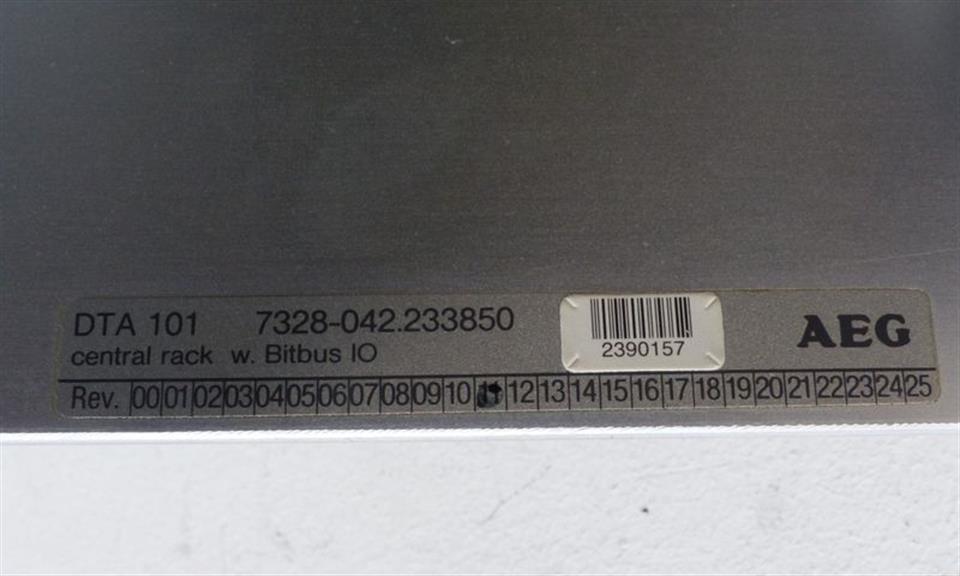 DTA 101 7328-042.233850
central rack w. Bitbus IO
2390157
AEG
Rev. 00 01 02 03 04 05 06 07 08 09 10 11 12 13 14 15 16 17 18 19 20 21 22 23 24 25